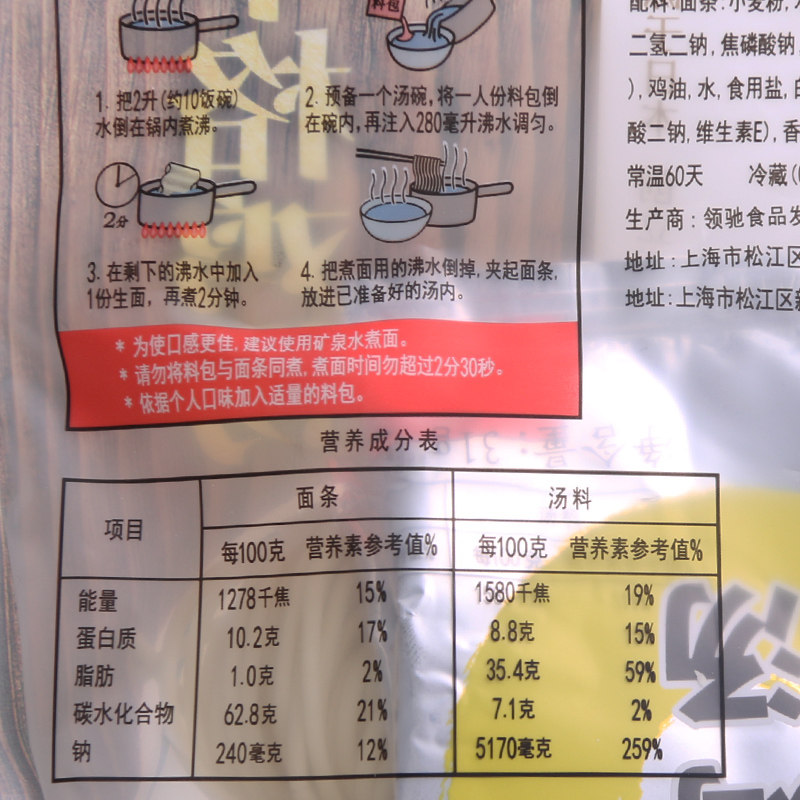 料包
1. 把2升(约10饭碗)
水倒在锅内煮沸。
2. 预备一个汤碗,将一人份料包倒
在碗内,再注入280毫升沸水调匀。
2分
3. 在剩下的沸水中加入
1份生面，再煮2分钟。
4. 把煮面用的沸水倒掉,夹起面条,
放进已准备好的汤内。
* 为使口感更佳,建议使用矿泉水煮面。
* 请勿将料包与面条同煮,煮面时间勿超过2分30秒。
* 依据个人口味加入适量的料包。
配料:面条:小麦粉,
二氢二钠,焦磷酸钠
),鸡油,水,食用盐,
酸二钠,维生素E),香
常温60天 冷藏(
生产商:领驰食品发
地址:上海市松江区
地址:上海市松江区
营养成分表
项目 面条 汤料
每100克 营养素参考值% 每100克 营养素参考值%
能量 1278千焦 15% 1580千焦 19%
蛋白质 10.2克 17% 8.8克 15%
脂肪 1.0克 2% 35.4克 59%
碳水化合物 62.8克 21% 7.1克 2%
钠 240毫克 12% 5170毫克 259%
汤